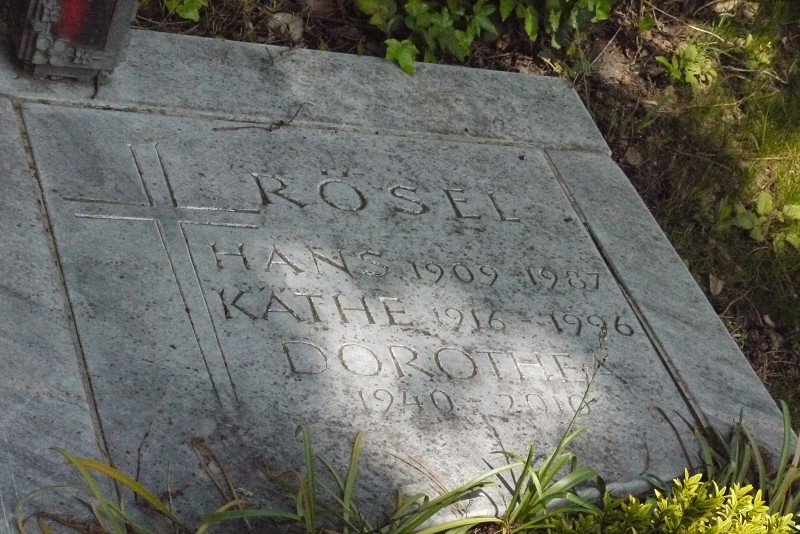 RÖSEL
HANS 1909 - 1987
KÄTHE 1916 - 1996
DOROTHEA
1940 - 2010